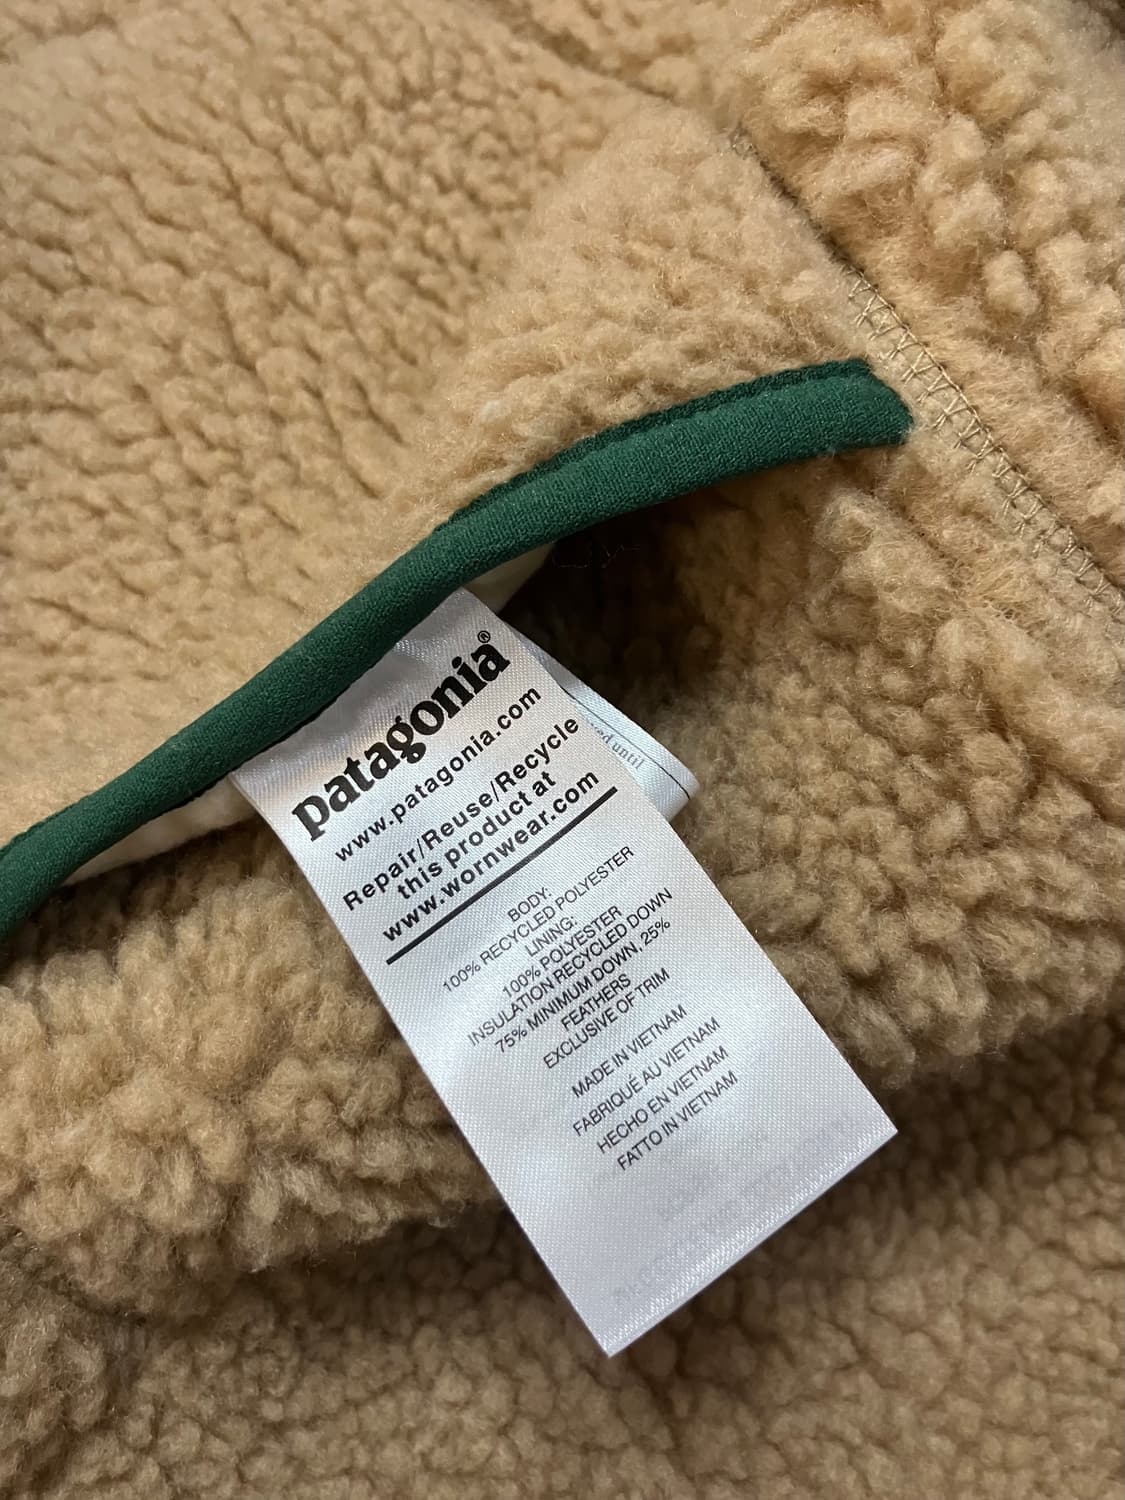 patagonia®
www.patagonia.com
Repair/Reuse/Recycle
this product at
www.wornwear.com
BODY:
100% RECYCLED POLYESTER
LINING:
100% POLYESTER
INSULATION RECYCLED DOWN
75% MINIMUM DOWN, 25%
FEATHERS
EXCLUSIVE OF TRIM
MADE IN VIETNAM
FABRIQUÉ AU VIETNAM
HECHO EN VIETNAM
FATTO IN VIETNAM
until